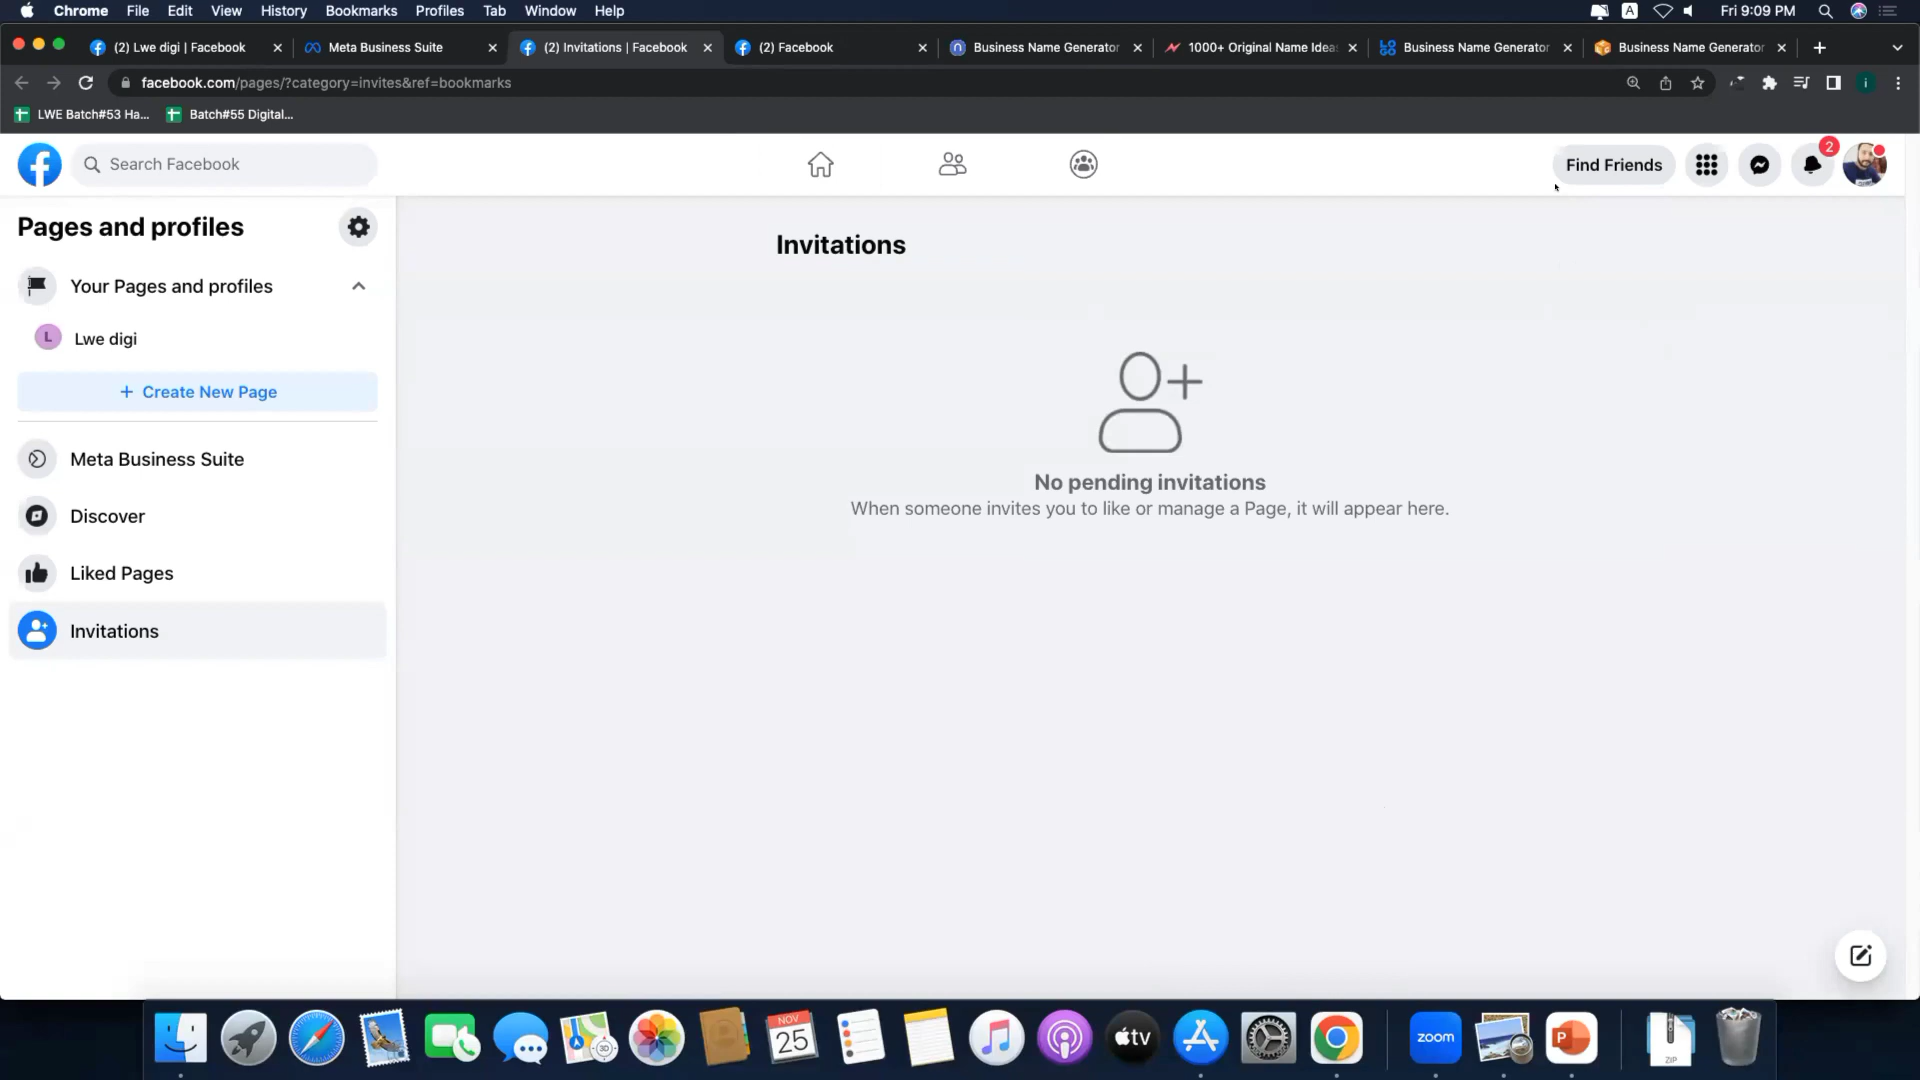 Chrome File Edit View History Bookmarks Profiles Tab Window Help A Fri 9:09 PM
(2) Lwe digi | Facebook Meta Business Suite (2) Invitations | Facebook (2) Facebook Business Name Generator 1000+ Original Name Idea Business Name Generator Business Name Generator
facebook.com/pages/?category=invites&ref=bookmarks i
LWE Batch#53 Ha... Batch#55 Digital...
Search Facebook Find Friends 2
Pages and profiles
Invitations
Your Pages and profiles
L Lwe digi
+ Create New Page
Meta Business Suite
Discover
Liked Pages
Invitations
No pending invitations
When someone invites you to like or manage a Page, it will appear here.
NOV
25
tv
zoom
P
ZIP